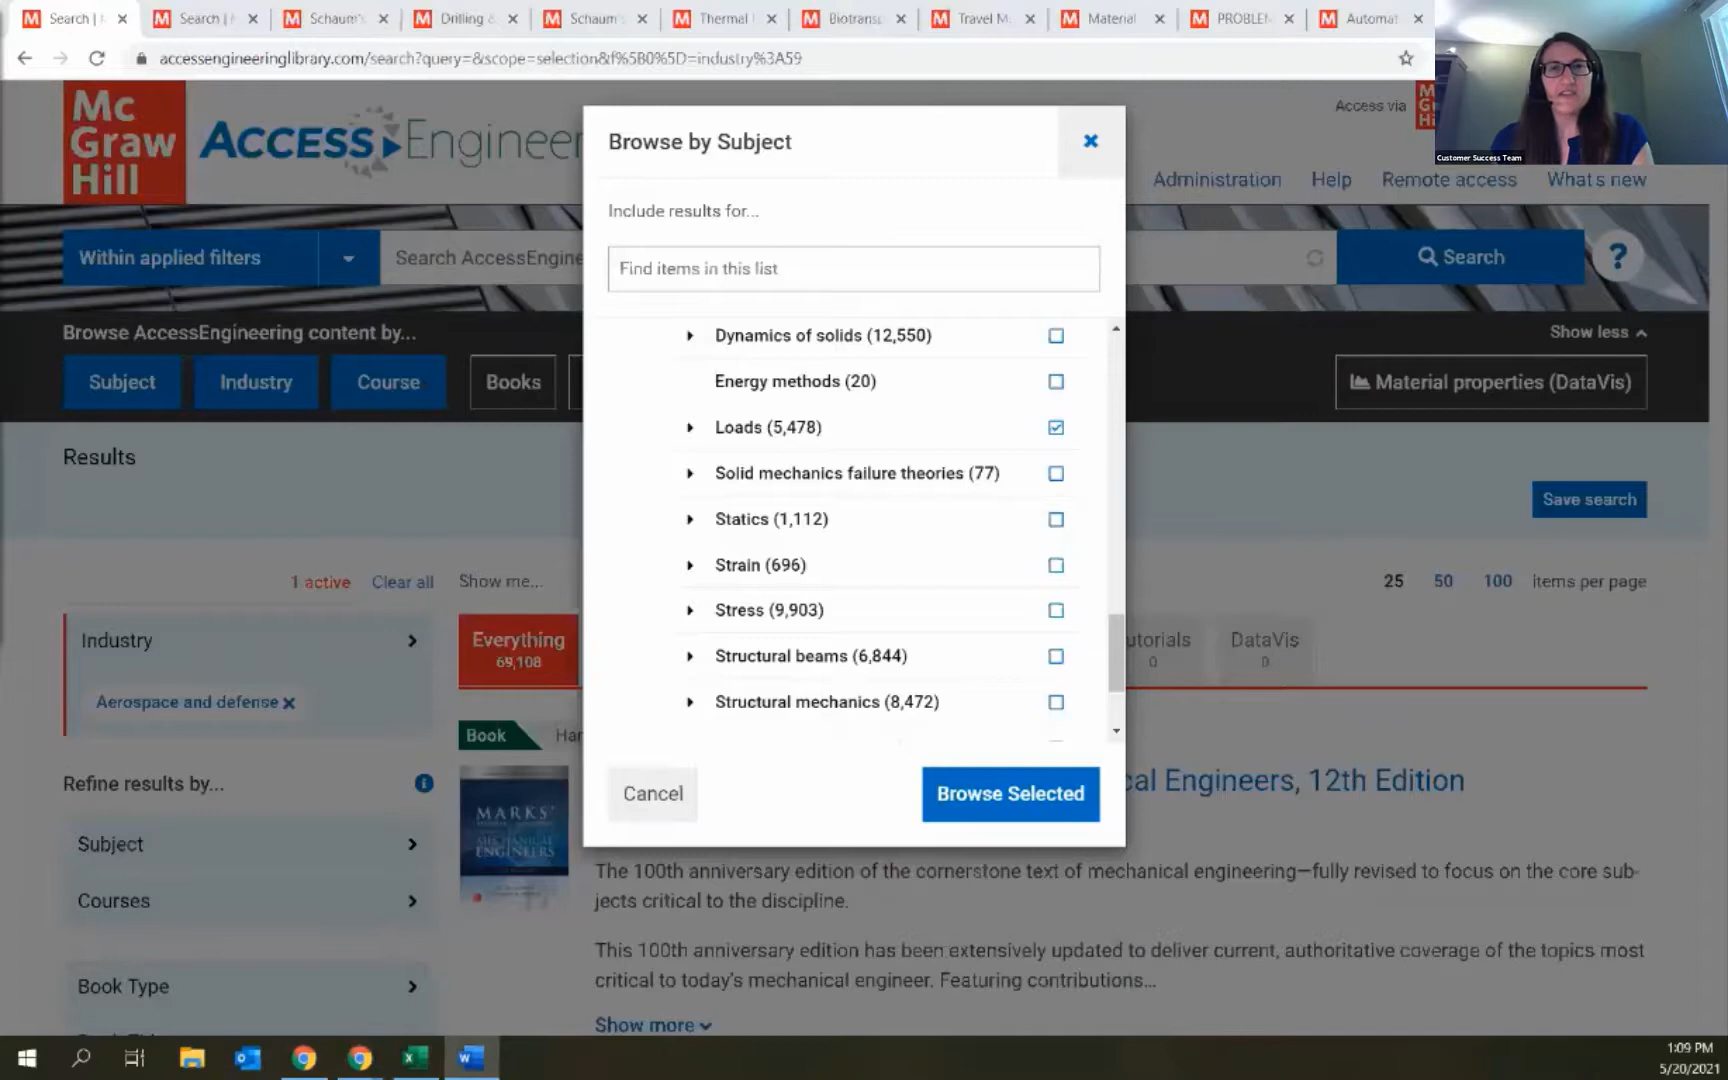 Search |
Search |
Schaum's
Drilling &
Schaum's
Thermal
Biotransp
Travel M
Material
PROBLEM
Automat
accessengineeringlibrary.com/search?query=&scope=selection&f%5B0%5D=industry%3A59
Customer Success Team
Mc
Graw
Hill
ACCESS Engineer
Access via
Administration
Help
Remote access
What's new
Within applied filters
Search AccessEngine
Search
?
Browse AccessEngineering content by...
Show less
Subject
Industry
Course
Books
Material properties (DataVis)
Results
Save search
1 active
Clear all
Show me...
25 50 100 items per page
Industry
Aerospace and defense
Everything
69,108
utorials
0
DataVis
0
Refine results by...
Subject
Courses
Book Type
Book
MARKS'
MECHANICAL
ENGINEERS
cal Engineers, 12th Edition
The 100th anniversary edition of the cornerstone text of mechanical engineering—fully revised to focus on the core sub-
jects critical to the discipline.
This 100th anniversary edition has been extensively updated to deliver current, authoritative coverage of the topics most
critical to today's mechanical engineer. Featuring contributions...
Show more
Browse by Subject
Include results for...
Find items in this list
Dynamics of solids (12,550)
Energy methods (20)
Loads (5,478)
Solid mechanics failure theories (77)
Statics (1,112)
Strain (696)
Stress (9,903)
Structural beams (6,844)
Structural mechanics (8,472)
Cancel
Browse Selected
1:09 PM
5/20/2021